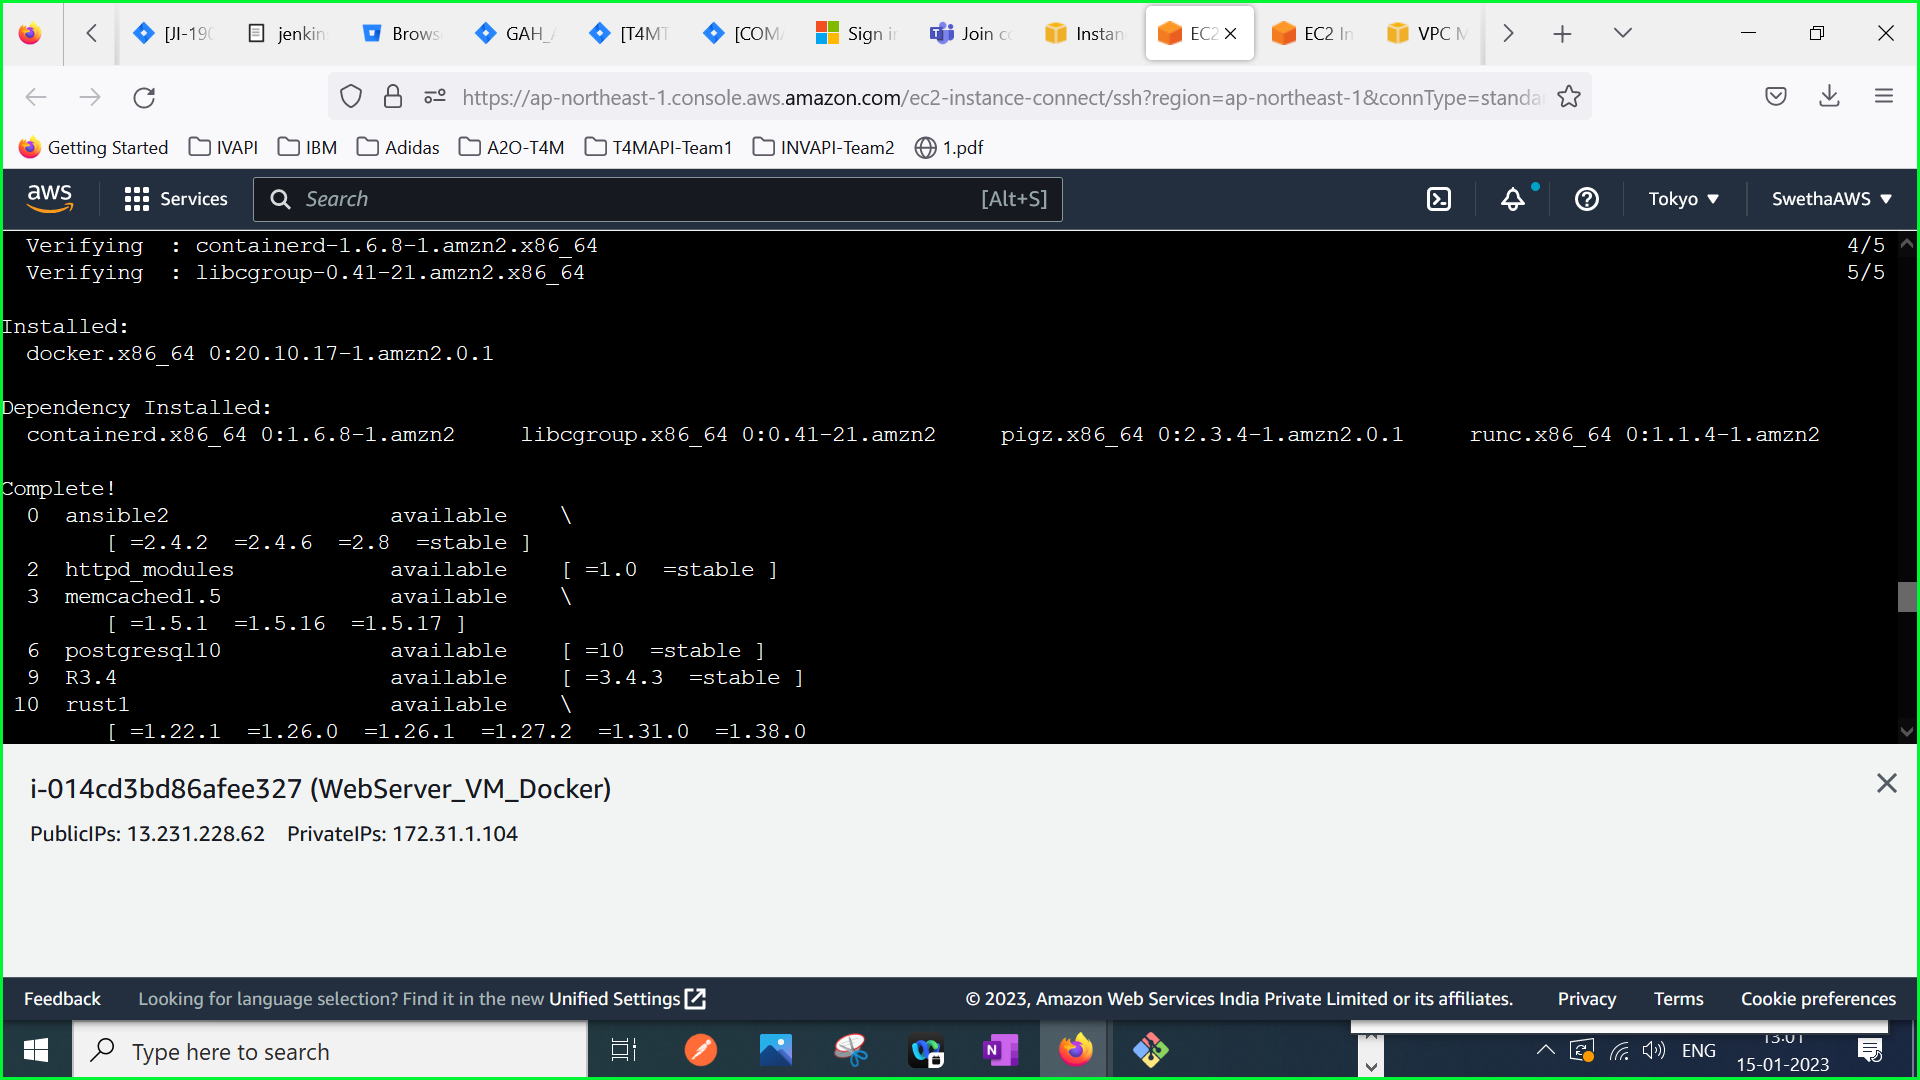 [JI-190
jenkin
Brows
GAH_
[T4MT
[COM
Sign i
Join c
Instan
EC2
EC2 In
VPC M
https://ap-northeast-1.console.aws.amazon.com/ec2-instance-connect/ssh?region=ap-northeast-1&connType=standa
Getting Started IVAPI IBM Adidas A2O-T4M T4MAPI-Team1 INVAPI-Team2 1.pdf
aws Services Search [Alt+S] Tokyo SwethaAWS
Verifying : containerd-1.6.8-1.amzn2.x86_64 4/5
Verifying : libcgroup-0.41-21.amzn2.x86_64 5/5
Installed:
docker.x86_64 0:20.10.17-1.amzn2.0.1
Dependency Installed:
containerd.x86_64 0:1.6.8-1.amzn2 libcgroup.x86_64 0:0.41-21.amzn2 pigz.x86_64 0:2.3.4-1.amzn2.0.1 runc.x86_64 0:1.1.4-1.amzn2
Complete!
0 ansible2 available \
[ =2.4.2 =2.4.6 =2.8 =stable ]
2 httpd_modules available [ =1.0 =stable ]
3 memcached1.5 available \
[ =1.5.1 =1.5.16 =1.5.17 ]
6 postgresql10 available [ =10 =stable ]
9 R3.4 available [ =3.4.3 =stable ]
10 rust1 available \
[ =1.22.1 =1.26.0 =1.26.1 =1.27.2 =1.31.0 =1.38.0
i-014cd3bd86afee327 (WebServer_VM_Docker)
PublicIPs: 13.231.228.62 PrivateIPs: 172.31.1.104
Feedback Looking for language selection? Find it in the new Unified Settings © 2023, Amazon Web Services India Private Limited or its affiliates. Privacy Terms Cookie preferences
Type here to search
N
ENG
13:01
15-01-2023